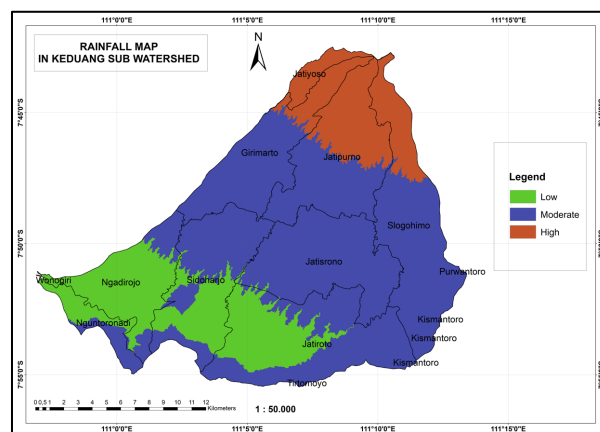 RAINFALL MAP
IN KEDUANG SUB WATERSHED
N
111°0'0"E
111°5'0"E
111°10'0"E
111°15'0"E
Jatiyoso
7°45'0"S
Girimarto
Jatipurno
Legend
Low
Moderate
High
Slogohimo
7°50'0"S
Jatisrono
Purwantoro
Wonogiri
Ngadirojo
Sidoharjo
Kismantoro
Nguntoronadi
Kismantoro
Jatiroto
Kismantoro
7°55'0"S
Tirtomoyo
0 0,5 1 2 3 4 5 6 7 8 9 10 11 12
Kilometers
1 : 50.000
111°0'0"E
111°5'0"E
111°10'0"E
111°15'0"E